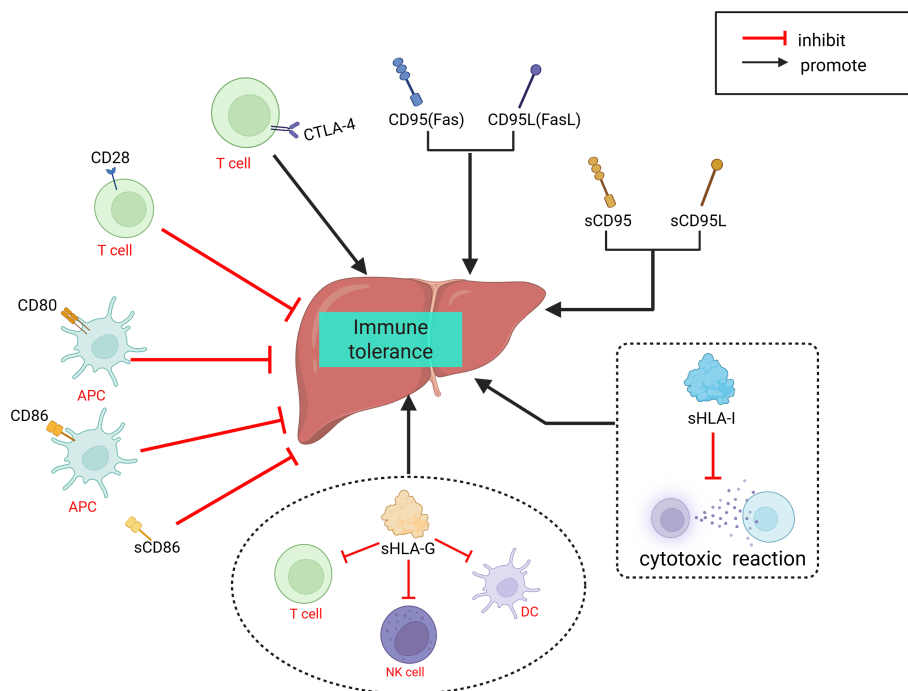 inhibit
promote
CD95(Fas)
CD95L(FasL)
CTLA-4
T cell
CD28
T cell
sCD95
sCD95L
CD80
APC
Immune
tolerance
CD86
APC
sCD86
sHLA-I
cytotoxic reaction
sHLA-G
T cell
DC
NK cell